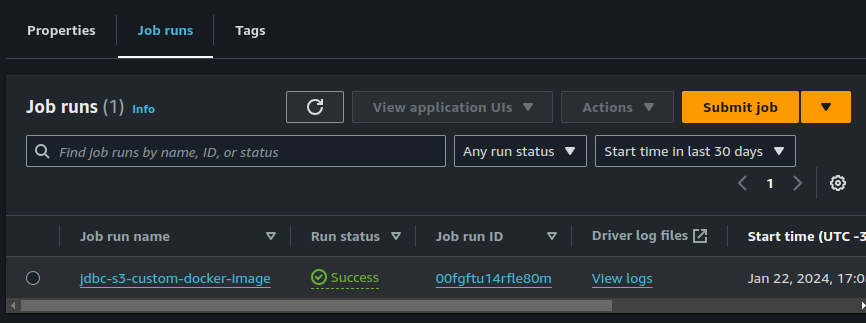 Properties Job runs Tags
Job runs (1) Info View application UIs Actions Submit job
Find job runs by name, ID, or status Any run status Start time in last 30 days
1
Job run name Run status Job run ID Driver log files Start time (UTC -3
jdbc-s3-custom-docker-image Success 00fgftu14rfle80m View logs Jan 22, 2024, 17:0